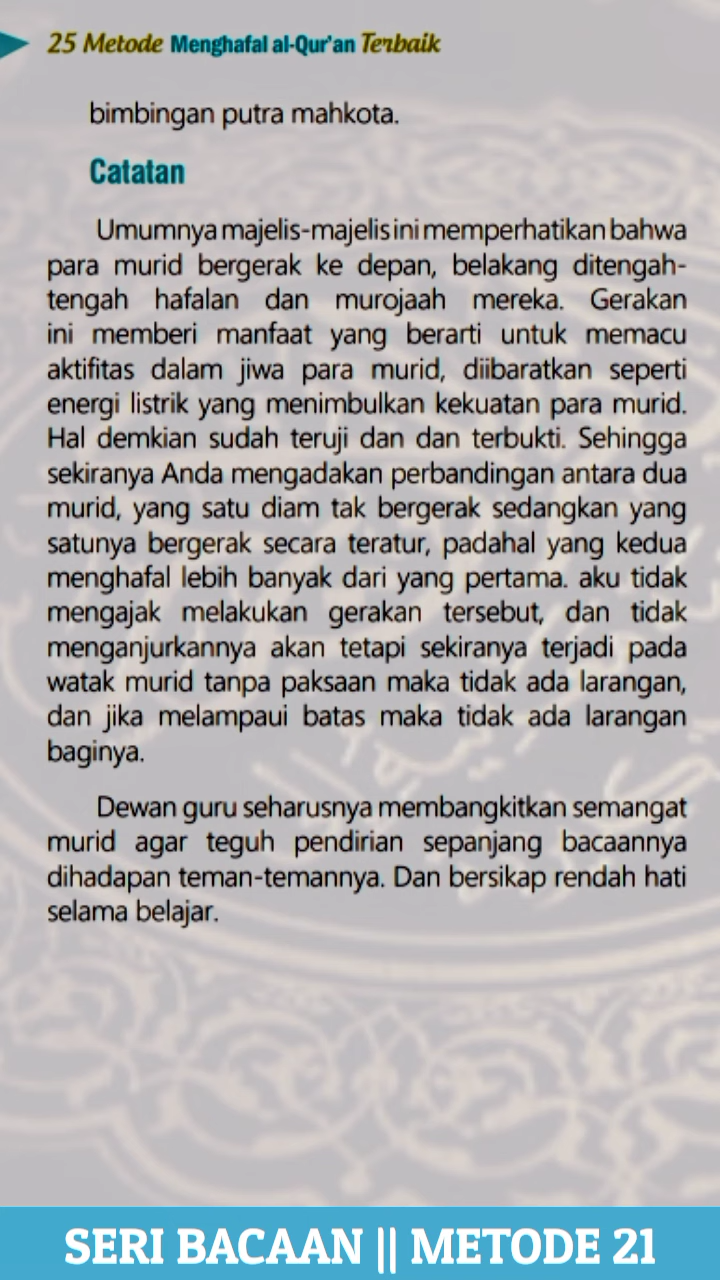 25 Metode Menghafal al-Qur'an Terbaik
bimbingan putra mahkota.
Catatan
Umumnya majelis-majelis ini memperhatikan bahwa
para murid bergerak ke depan, belakang ditengah-
tengah hafalan dan murojaah mereka. Gerakan
ini memberi manfaat yang berarti untuk memacu
aktifitas dalam jiwa para murid, diibaratkan seperti
energi listrik yang menimbulkan kekuatan para murid.
Hal demkian sudah teruji dan dan terbukti. Sehingga
sekiranya Anda mengadakan perbandingan antara dua
murid, yang satu diam tak bergerak sedangkan yang
satunya bergerak secara teratur, padahal yang kedua
menghafal lebih banyak dari yang pertama. aku tidak
mengajak melakukan gerakan tersebut, dan tidak
menganjurkannya akan tetapi sekiranya terjadi pada
watak murid tanpa paksaan maka tidak ada larangan,
dan jika melampaui batas maka tidak ada larangan
baginya.
Dewan guru seharusnya membangkitkan semangat
murid agar teguh pendirian sepanjang bacaannya
dihadapan teman-temannya. Dan bersikap rendah hati
selama belajar.
SERI BACAAN || METODE 21